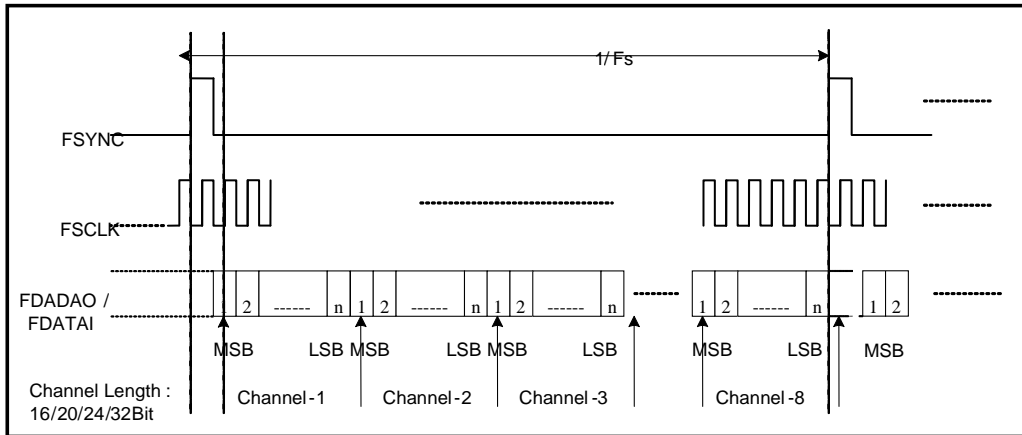 1/ Fs
FSYNC
FSCLK
FDADAO /
FDATAI
1 2 ------ n 1 2 ------ n 1 2 ------ n 1 2 ------ n 1 2
MSB LSB MSB LSB MSB LSB MSB LSB MSB
Channel Length :
16/20/24/32Bit
Channel-1 Channel-2 Channel-3 Channel-8